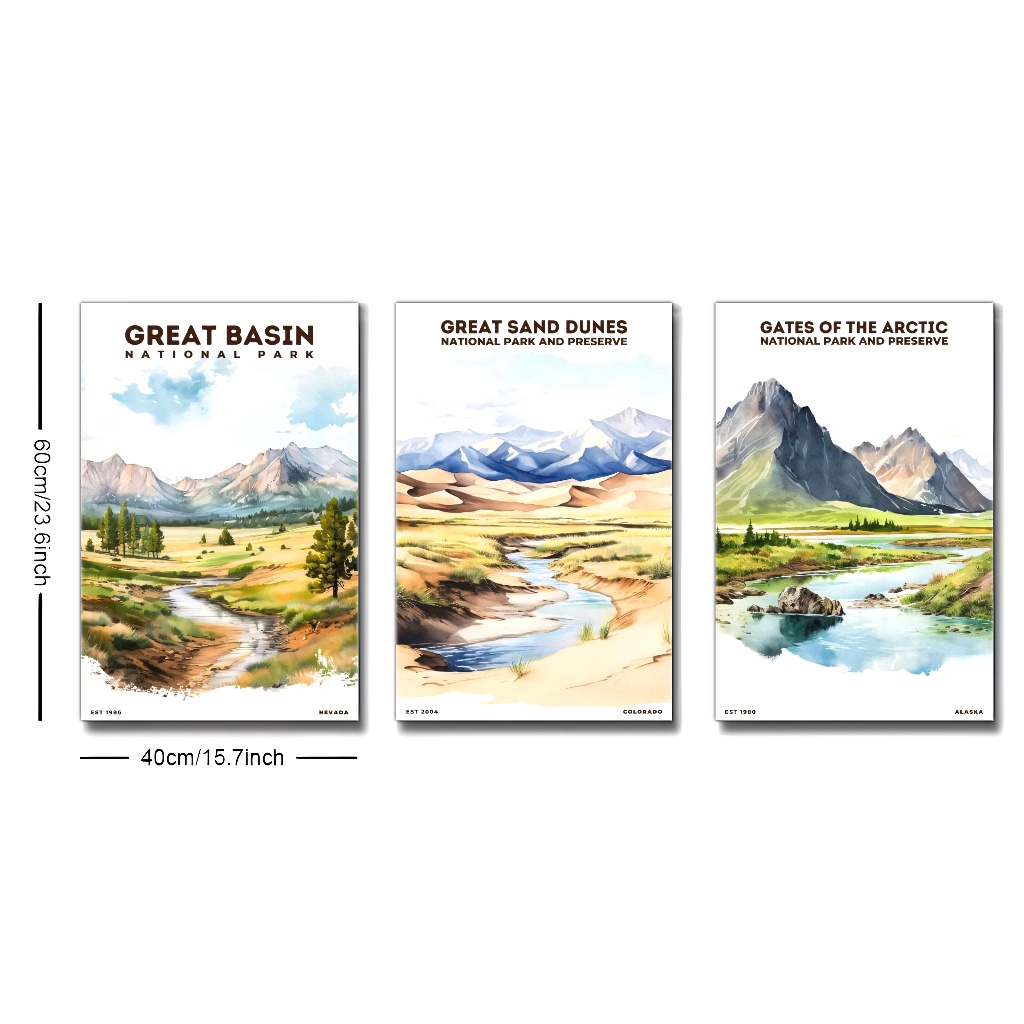 GREAT BASIN
NATIONAL PARK
EST 1986
NEVADA
GREAT SAND DUNES
NATIONAL PARK AND PRESERVE
EST 2004
COLORADO
GATES OF THE ARCTIC
NATIONAL PARK AND PRESERVE
EST 1980
ALASKA
60cm/23.6inch
40cm/15.7inch